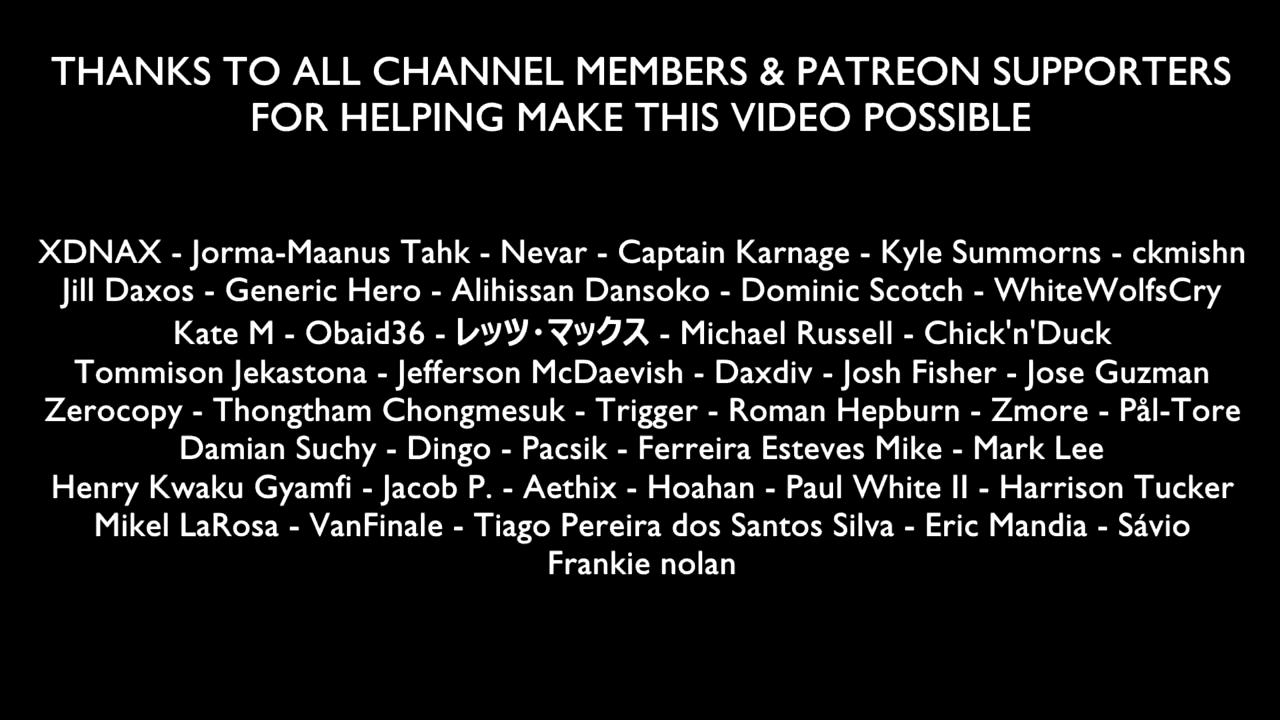 THANKS TO ALL CHANNEL MEMBERS & PATREON SUPPORTERS
FOR HELPING MAKE THIS VIDEO POSSIBLE
XDNAX - Jorma-Maanus Tahk - Nevar - Captain Karnage - Kyle Summorns - ckmishn
Jill Daxos - Generic Hero - Alihissan Dansoko - Dominic Scotch - WhiteWolfsCry
Kate M - Obaid36 - レッツ・マックス - Michael Russell - Chick'n'Duck
Tommison Jekastona - Jefferson McDaevish - Daxdiv - Josh Fisher - Jose Guzman
Zerocopy - Thongtham Chongmesuk - Trigger - Roman Hepburn - Zmore - Pål-Tore
Damian Suchy - Dingo - Pacsik - Ferreira Esteves Mike - Mark Lee
Henry Kwaku Gyamfi - Jacob P. - Aethix - Hoahan - Paul White II - Harrison Tucker
Mikel LaRosa - VanFinale - Tiago Pereira dos Santos Silva - Eric Mandia - Sávio
Frankie nolan